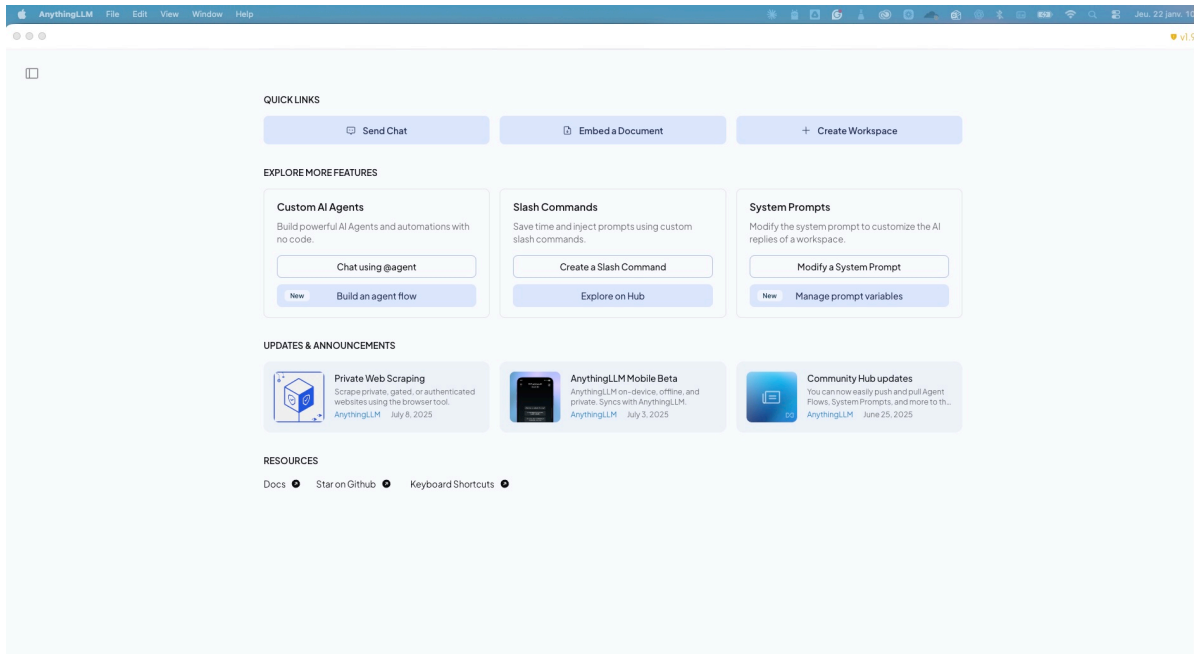 AnythingLLM File Edit View Window Help
Jeu. 22 janv. 10
v1.9
QUICK LINKS
Send Chat
Embed a Document
Create Workspace
EXPLORE MORE FEATURES
Custom AI Agents
Build powerful AI Agents and automations with
no code.
Chat using @agent
New Build an agent flow
Slash Commands
Save time and inject prompts using custom
slash commands.
Create a Slash Command
Explore on Hub
System Prompts
Modify the system prompt to customize the AI
replies of a workspace.
Modify a System Prompt
New Manage prompt variables
UPDATES & ANNOUNCEMENTS
Private Web Scraping
Scrape private, gated, or authenticated
websites using the browser tool.
AnythingLLM July 8, 2025
AnythingLLM Mobile Beta
AnythingLLM on-device, offline, and
private. Syncs with AnythingLLM.
AnythingLLM July 3, 2025
Community Hub updates
You can now easily push and pull Agent
Flows, System Prompts, and more to th...
AnythingLLM June 25, 2025
RESOURCES
Docs
Star on Github
Keyboard Shortcuts